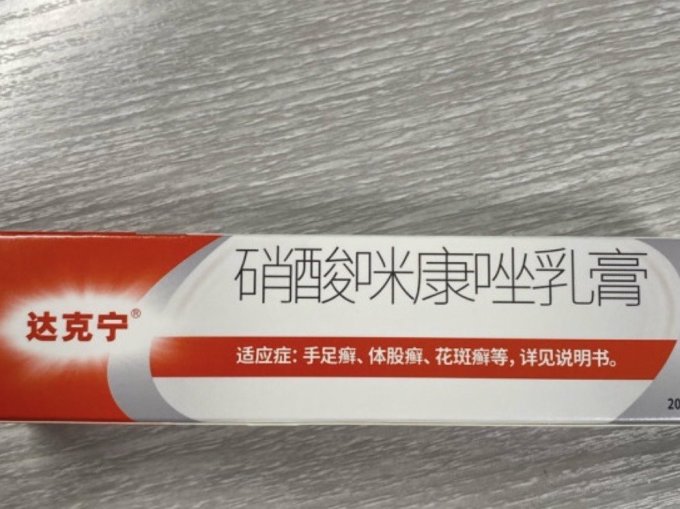 硝酸咪康唑乳膏
达克宁®
适应症：手足癣、体股癣、花斑癣等，详见说明书。
20